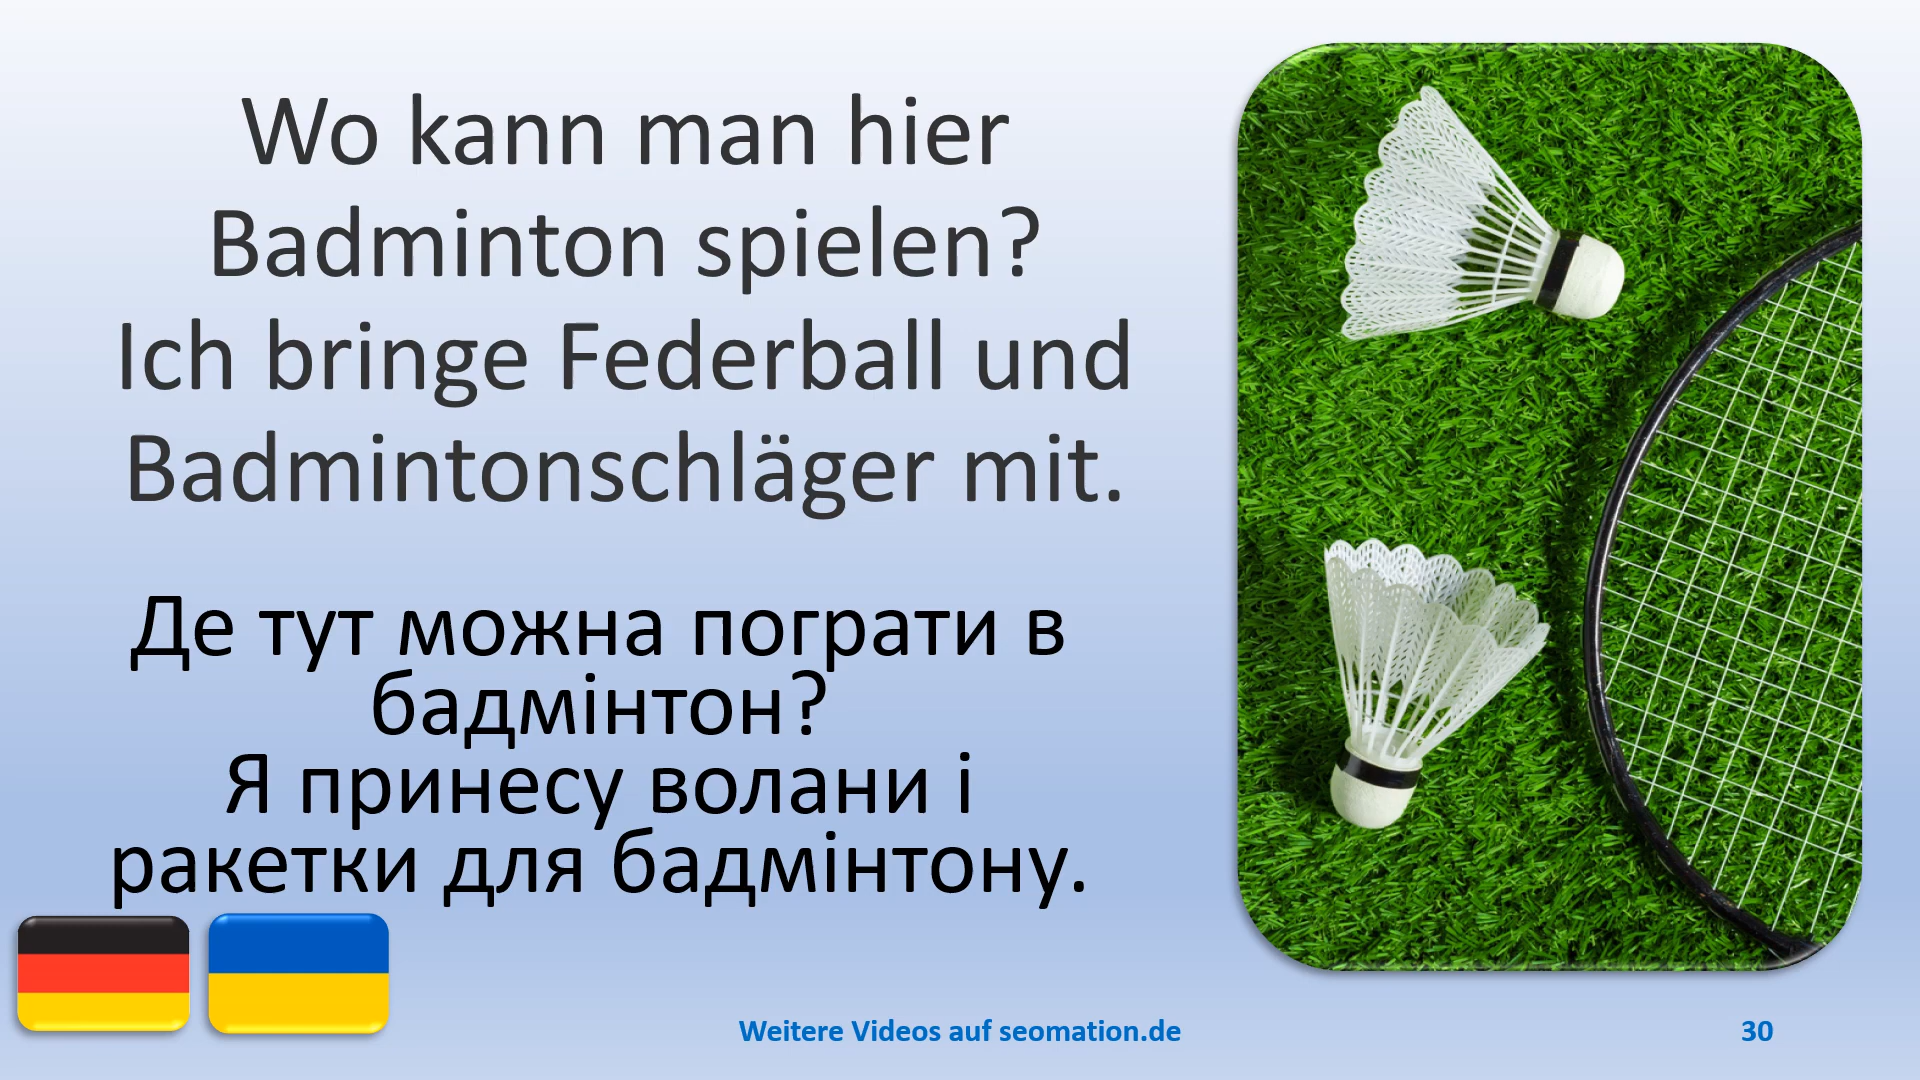 Wo kann man hier
Badminton spielen?
Ich bringe Federball und
Badmintonschläger mit.
Де тут можна пограти в
бадмінтон?
Я принесу волани і
ракетки для бадмінтону.
Weitere Videos auf seomation.de
30